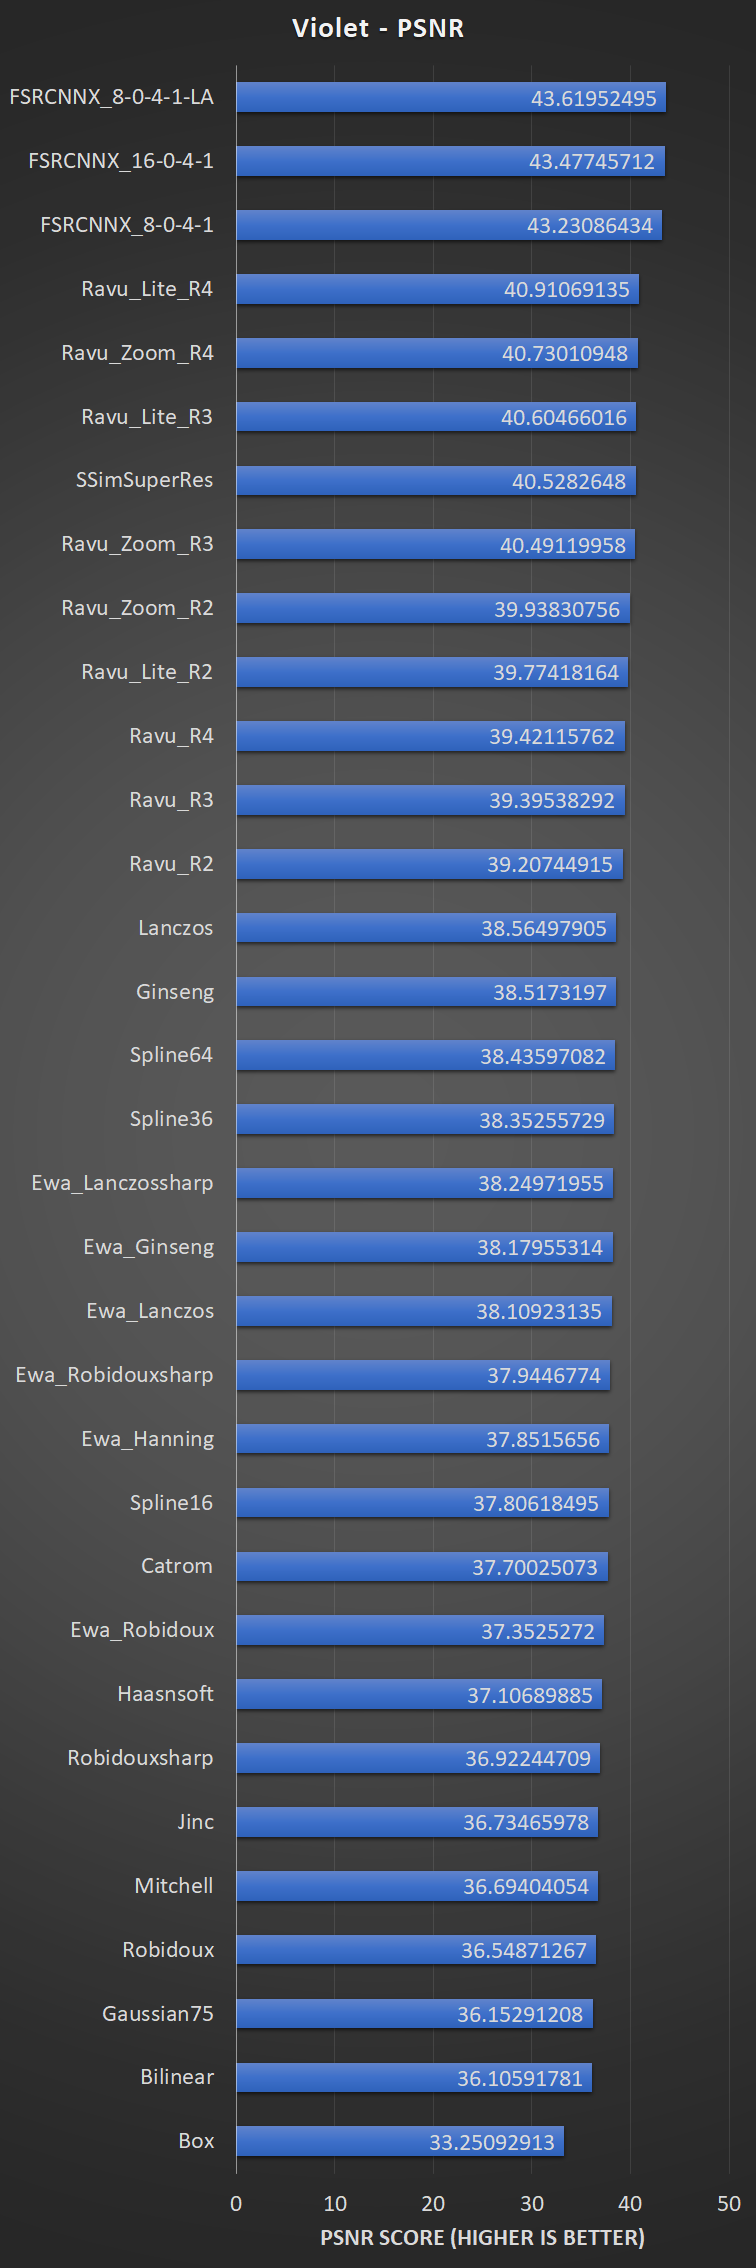 Violet - PSNR
FSRCNNX_8-0-4-1-LA 43.61952495
FSRCNNX_16-0-4-1 43.47745712
FSRCNNX_8-0-4-1 43.23086434
Ravu_Lite_R4 40.91069135
Ravu_Zoom_R4 40.73010948
Ravu_Lite_R3 40.60466016
SSimSuperRes 40.5282648
Ravu_Zoom_R3 40.49119958
Ravu_Zoom_R2 39.93830756
Ravu_Lite_R2 39.77418164
Ravu_R4 39.42115762
Ravu_R3 39.39538292
Ravu_R2 39.20744915
Lanczos 38.56497905
Ginseng 38.5173197
Spline64 38.43597082
Spline36 38.35255729
Ewa_Lanczossharp 38.24971955
Ewa_Ginseng 38.17955314
Ewa_Lanczos 38.10923135
Ewa_Robidouxsharp 37.9446774
Ewa_Hanning 37.8515656
Spline16 37.80618495
Catrom 37.70025073
Ewa_Robidoux 37.3525272
Haasnsoft 37.10689885
Robidouxsharp 36.92244709
Jinc 36.73465978
Mitchell 36.69404054
Robidoux 36.54871267
Gaussian75 36.15291208
Bilinear 36.10591781
Box 33.25092913
0 10 20 30 40 50
PSNR SCORE (HIGHER IS BETTER)